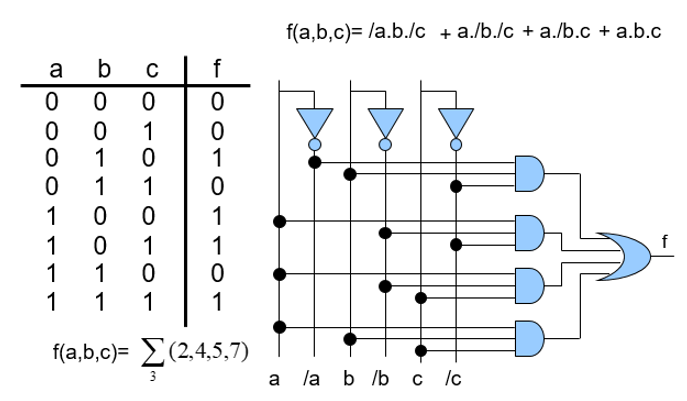 f(a,b,c)= /a.b./c + a./b./c + a./b.c + a.b.c
a b c f
0 0 0 0
0 0 1 0
0 1 0 1
0 1 1 0
1 0 0 1
1 0 1 1
1 1 0 0
1 1 1 1
f
f(a,b,c)= ∑(2,4,5,7)
3
a /a b /b c /c